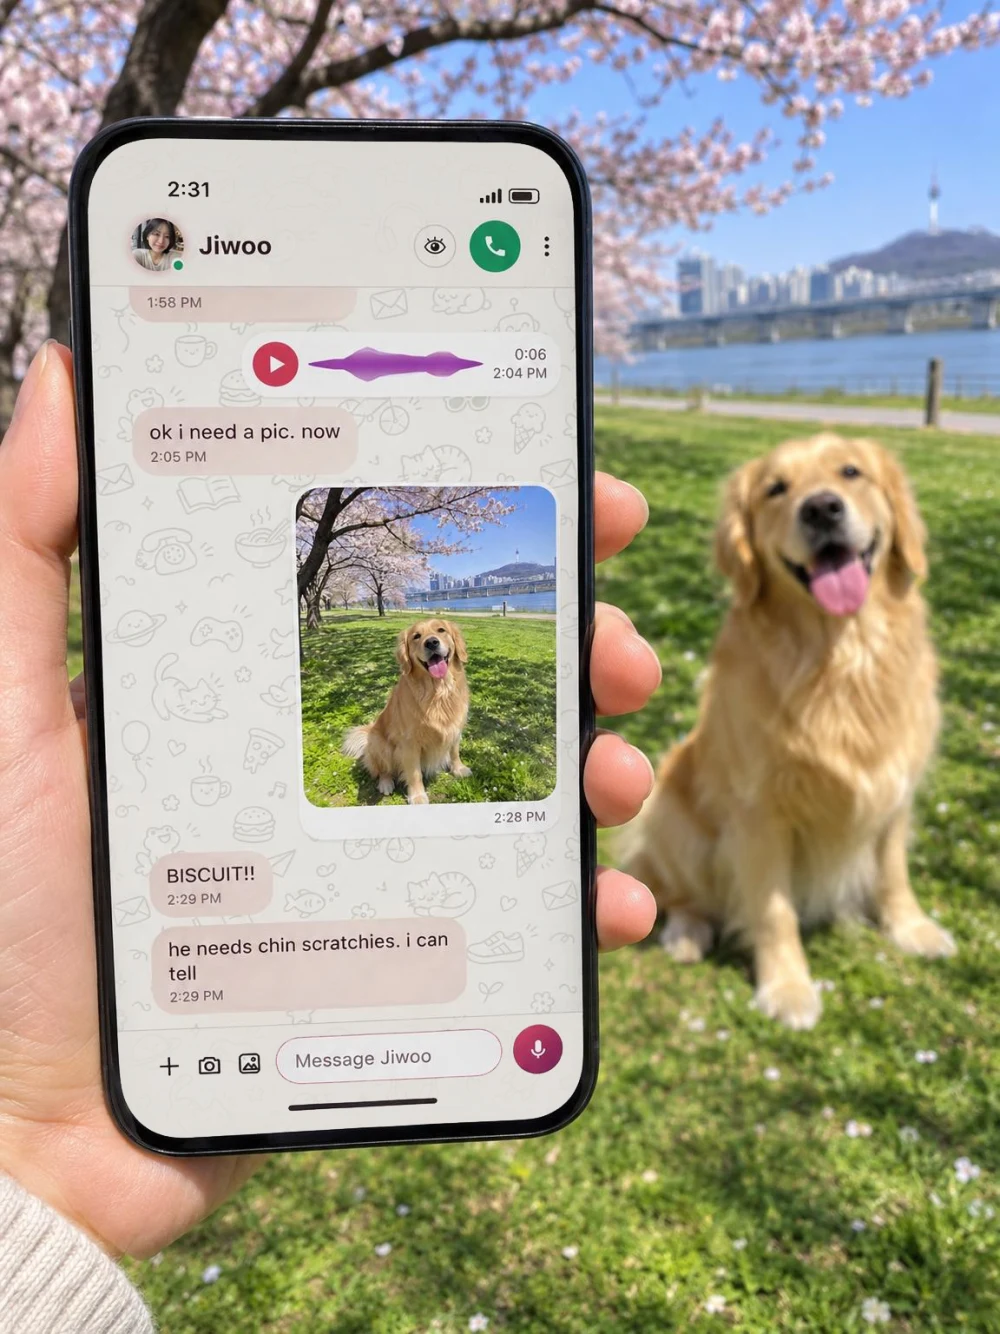 2:31
Jiwoo
1:58 PM
0:06
2:04 PM
ok i need a pic. now
2:05 PM
2:28 PM
BISCUIT!!
2:29 PM
he needs chin scratchies. i can
tell
2:29 PM
Message Jiwoo